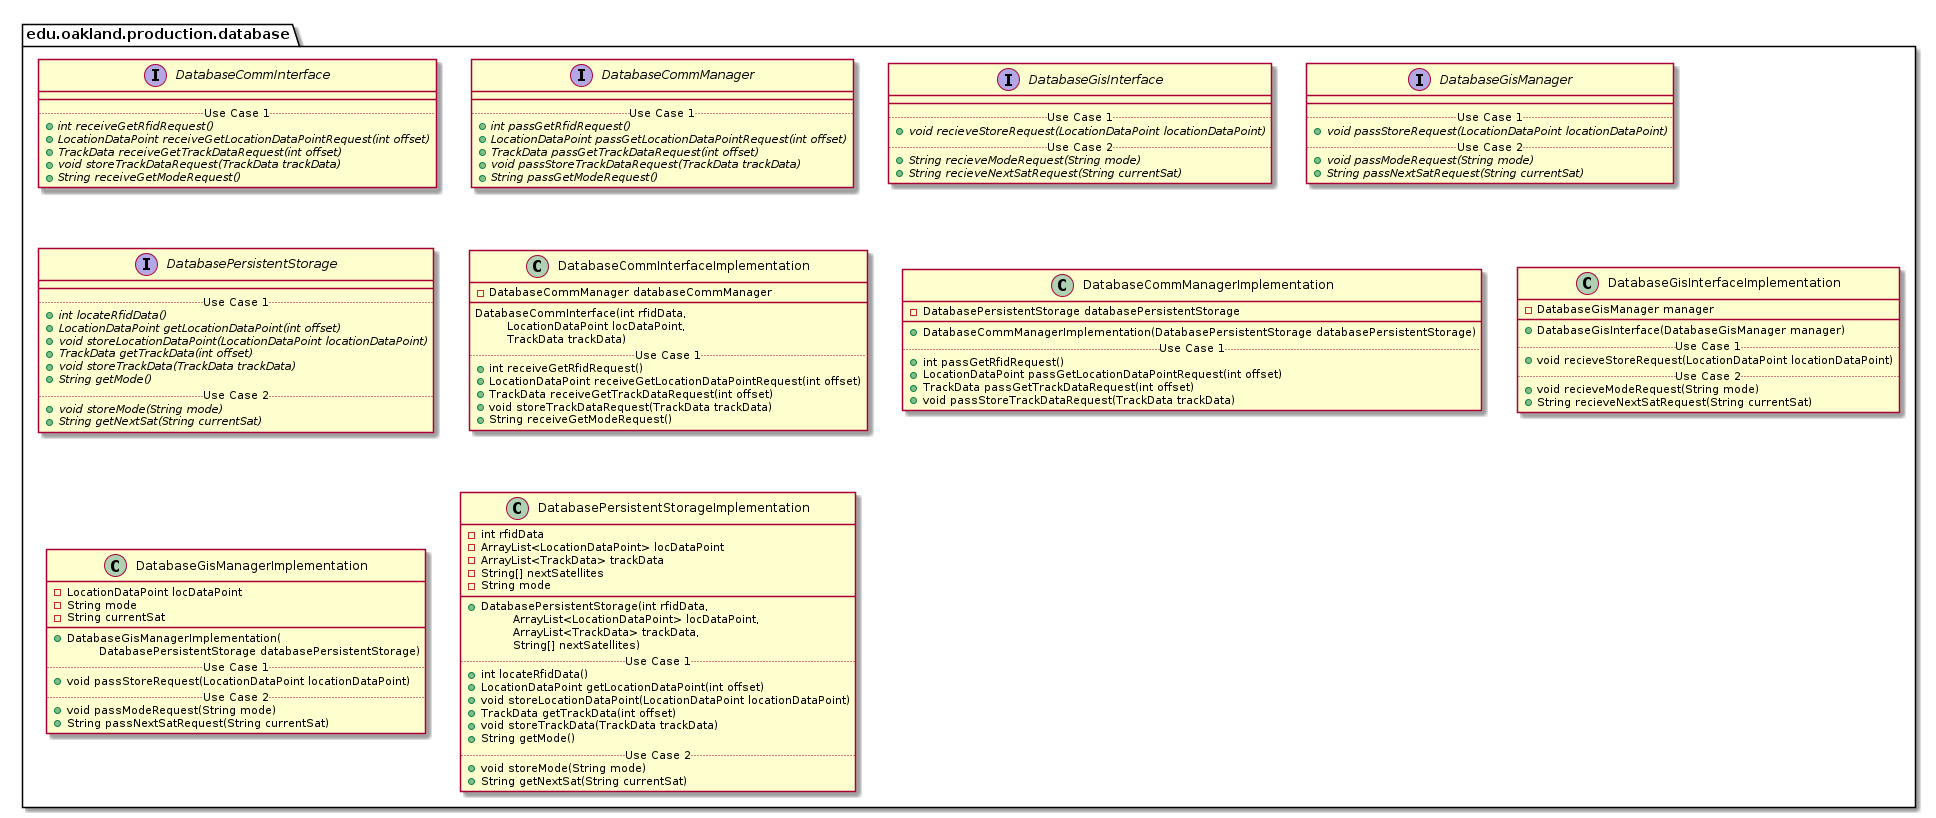 edu.oakland.production.database
I DatabaseCommInterface
Use Case 1
int receiveGetRfidRequest()
LocationDataPoint receiveGetLocationDataPointRequest(int offset)
TrackData receiveGetTrackDataRequest(int offset)
void storeTrackDataRequest(TrackData trackData)
String receiveGetModeRequest()
I DatabaseCommManager
Use Case 1
int passGetRfidRequest()
LocationDataPoint passGetLocationDataPointRequest(int offset)
TrackData passGetTrackDataRequest(int offset)
void passStoreTrackDataRequest(TrackData trackData)
String passGetModeRequest()
I DatabaseGisInterface
Use Case 1
void recieveStoreRequest(LocationDataPoint locationDataPoint)
Use Case 2
String recieveModeRequest(String mode)
String recieveNextSatRequest(String currentSat)
I DatabaseGisManager
Use Case 1
void passStoreRequest(LocationDataPoint locationDataPoint)
Use Case 2
void passModeRequest(String mode)
String passNextSatRequest(String currentSat)
I DatabasePersistentStorage
Use Case 1
int locateRfidData()
LocationDataPoint getLocationDataPoint(int offset)
void storeLocationDataPoint(LocationDataPoint locationDataPoint)
TrackData getTrackData(int offset)
void storeTrackData(TrackData trackData)
String getMode()
Use Case 2
void storeMode(String mode)
String getNextSat(String currentSat)
C DatabaseCommInterfaceImplementation
DatabaseCommManager databaseCommManager
DatabaseCommInterface(int rfidData,
LocationDataPoint locDataPoint,
TrackData trackData)
Use Case 1
int receiveGetRfidRequest()
LocationDataPoint receiveGetLocationDataPointRequest(int offset)
TrackData receiveGetTrackDataRequest(int offset)
void storeTrackDataRequest(TrackData trackData)
String receiveGetModeRequest()
C DatabaseCommManagerImplementation
DatabasePersistentStorage databasePersistentStorage
DatabaseCommManagerImplementation(DatabasePersistentStorage databasePersistentStorage)
Use Case 1
int passGetRfidRequest()
LocationDataPoint passGetLocationDataPointRequest(int offset)
TrackData passGetTrackDataRequest(int offset)
void passStoreTrackDataRequest(TrackData trackData)
C DatabaseGisInterfaceImplementation
DatabaseGisManager manager
DatabaseGisInterface(DatabaseGisManager manager)
Use Case 1
void recieveStoreRequest(LocationDataPoint locationDataPoint)
Use Case 2
void recieveModeRequest(String mode)
String recieveNextSatRequest(String currentSat)
C DatabaseGisManagerImplementation
LocationDataPoint locDataPoint
String mode
String currentSat
DatabaseGisManagerImplementation(
DatabasePersistentStorage databasePersistentStorage)
Use Case 1
void passStoreRequest(LocationDataPoint locationDataPoint)
Use Case 2
void passModeRequest(String mode)
String passNextSatRequest(String currentSat)
C DatabasePersistentStorageImplementation
int rfidData
ArrayList<LocationDataPoint> locDataPoint
ArrayList<TrackData> trackData
String[] nextSatellites
String mode
DatabasePersistentStorage(int rfidData,
ArrayList<LocationDataPoint> locDataPoint,
ArrayList<TrackData> trackData,
String[] nextSatellites)
Use Case 1
int locateRfidData()
LocationDataPoint getLocationDataPoint(int offset)
void storeLocationDataPoint(LocationDataPoint locationDataPoint)
TrackData getTrackData(int offset)
void storeTrackData(TrackData trackData)
String getMode()
Use Case 2
void storeMode(String mode)
String getNextSat(String currentSat)